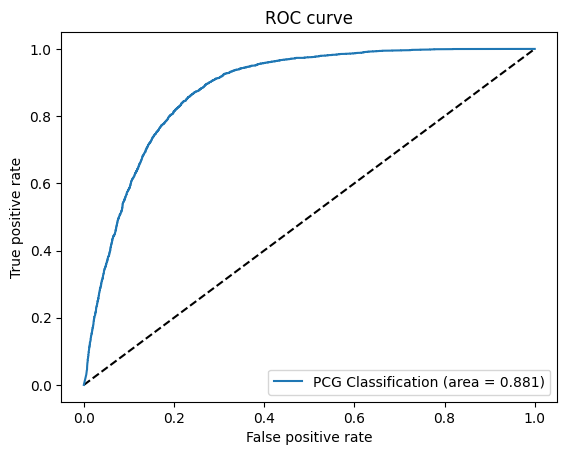 ROC curve
True positive rate
1.0
0.8
0.6
0.4
0.2
0.0
PCG Classification (area = 0.881)
0.0 0.2 0.4 0.6 0.8 1.0
False positive rate